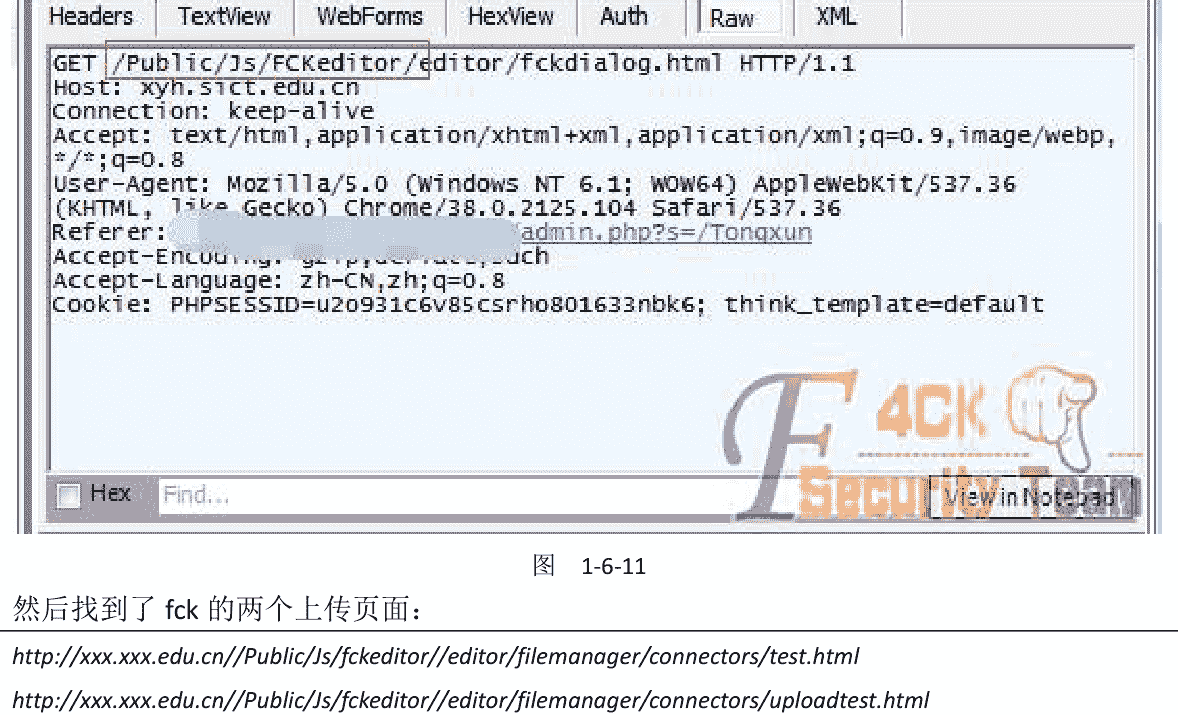 Headers TextView WebForms HexView Auth Raw XML
GET /Public/Js/FCKeditor/editor/fckdialog.html HTTP/1.1
Host: xyh.sict.edu.cn
Connection: keep-alive
Accept: text/html,application/xhtml+xml,application/xml;q=0.9,image/webp,
*/*;q=0.8
User-Agent: Mozilla/5.0 (Windows NT 6.1; WOW64) AppleWebKit/537.36
(KHTML, like Gecko) Chrome/38.0.2125.104 Safari/537.36
Referer: /admin.php?s=/Tongxun
Accept-Encoding: gzip,deflate,sdch
Accept-Language: zh-CN,zh;q=0.8
Cookie: PHPSESSID=u2o931c6v85csrho801633nbk6; think_template=default
F4CK
Security Team
Hex Find... View in Notepad
图 1-6-11
然后找到了 fck 的两个上传页面：
http://xxx.xxx.edu.cn//Public/Js/fckeditor//editor/filemanager/connectors/test.html
http://xxx.xxx.edu.cn//Public/Js/fckeditor//editor/filemanager/connectors/uploadtest.html